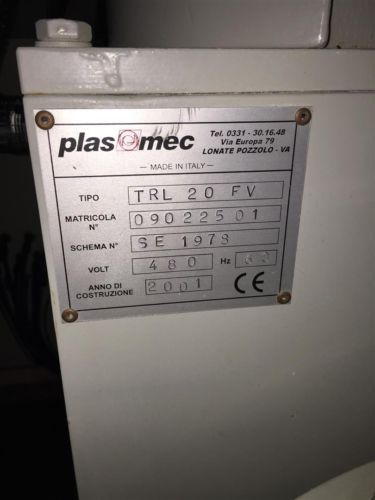 plasmec
Tel. 0331 - 30.16.48
Via Europa 79
LONATE POZZOLO - VA
— MADE IN ITALY —
TIPO TRL 20 FV
MATRICOLA N° 09022501
SCHEMA N° SE 1978
VOLT 480 Hz 60
ANNO DI COSTRUZIONE 2001 CE